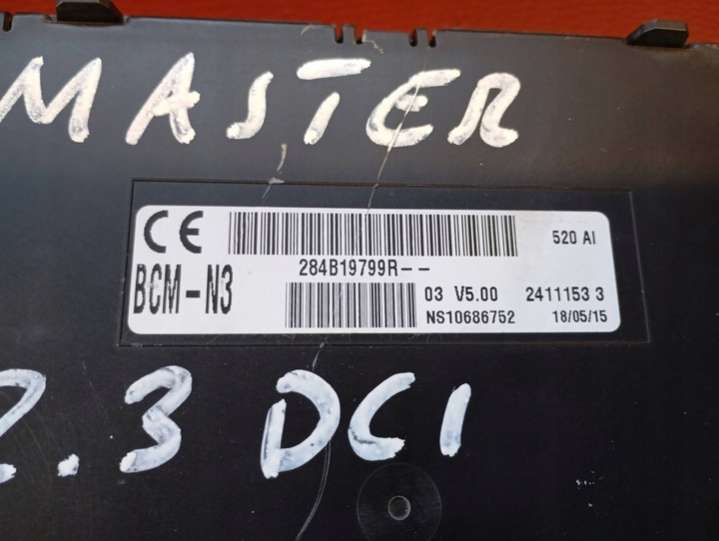 MASTER
CE
520 AI
284B19799R--
BCM-N3
03 V5.00 2411153 3
NS10686752 18/05/15
2.3 DCI